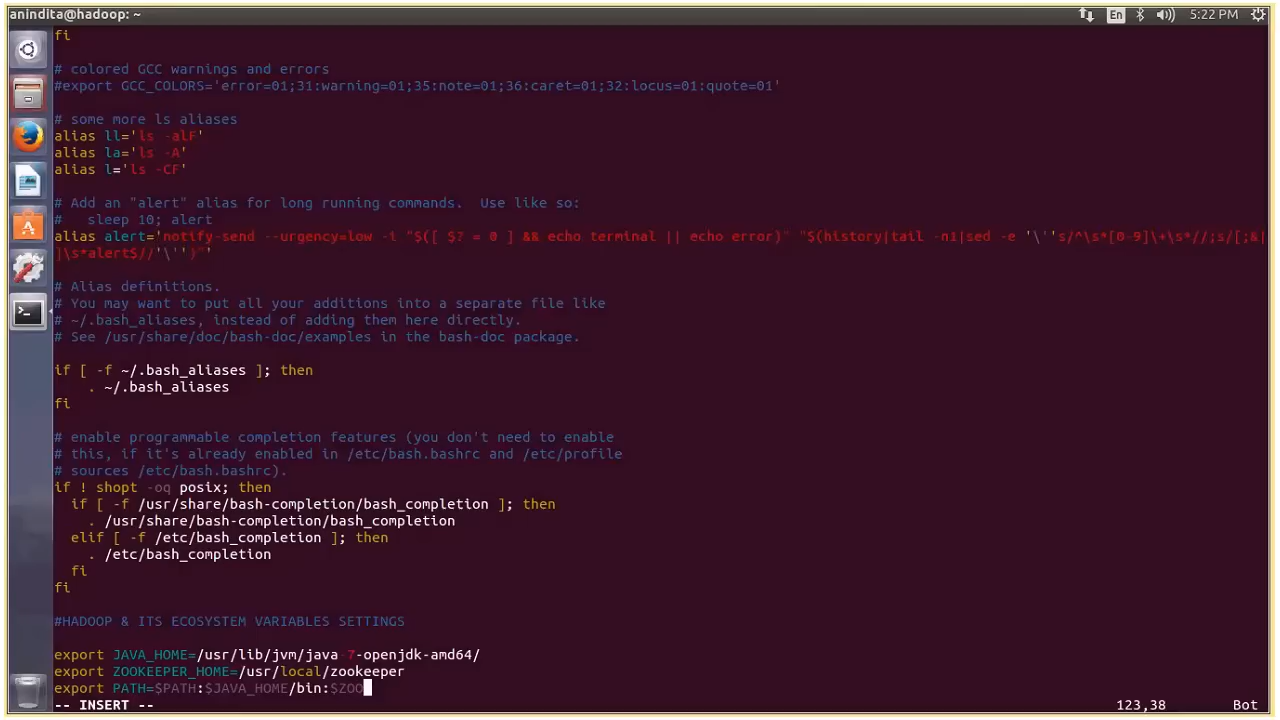 anindita@hadoop: ~
En
5:22 PM
fi
# colored GCC warnings and errors
#export GCC_COLORS='error=01;31:warning=01;35:note=01;36:caret=01;32:locus=01:quote=01'
# some more ls aliases
alias ll='ls -alF'
alias la='ls -A'
alias l='ls -CF'
# Add an "alert" alias for long running commands.  Use like so:
#   sleep 10; alert
alias alert='notify-send --urgency=low -i "$([ $? = 0 ] && echo terminal || echo error)" "$(history|tail -n1|sed -e '\''s/^\s*[0-9]\+\s*//;s/[;&|
]\s*alert$//'\'')"'
# Alias definitions.
# You may want to put all your additions into a separate file like
# ~/.bash_aliases, instead of adding them here directly.
# See /usr/share/doc/bash-doc/examples in the bash-doc package.
if [ -f ~/.bash_aliases ]; then
    . ~/.bash_aliases
fi
# enable programmable completion features (you don't need to enable
# this, if it's already enabled in /etc/bash.bashrc and /etc/profile
# sources /etc/bash.bashrc).
if ! shopt -oq posix; then
  if [ -f /usr/share/bash-completion/bash_completion ]; then
    . /usr/share/bash-completion/bash_completion
  elif [ -f /etc/bash_completion ]; then
    . /etc/bash_completion
  fi
fi
#HADOOP & ITS ECOSYSTEM VARIABLES SETTINGS
export JAVA_HOME=/usr/lib/jvm/java-7-openjdk-amd64/
export ZOOKEEPER_HOME=/usr/local/zookeeper
export PATH=$PATH:$JAVA_HOME/bin:$ZOO
-- INSERT --
123,38
Bot